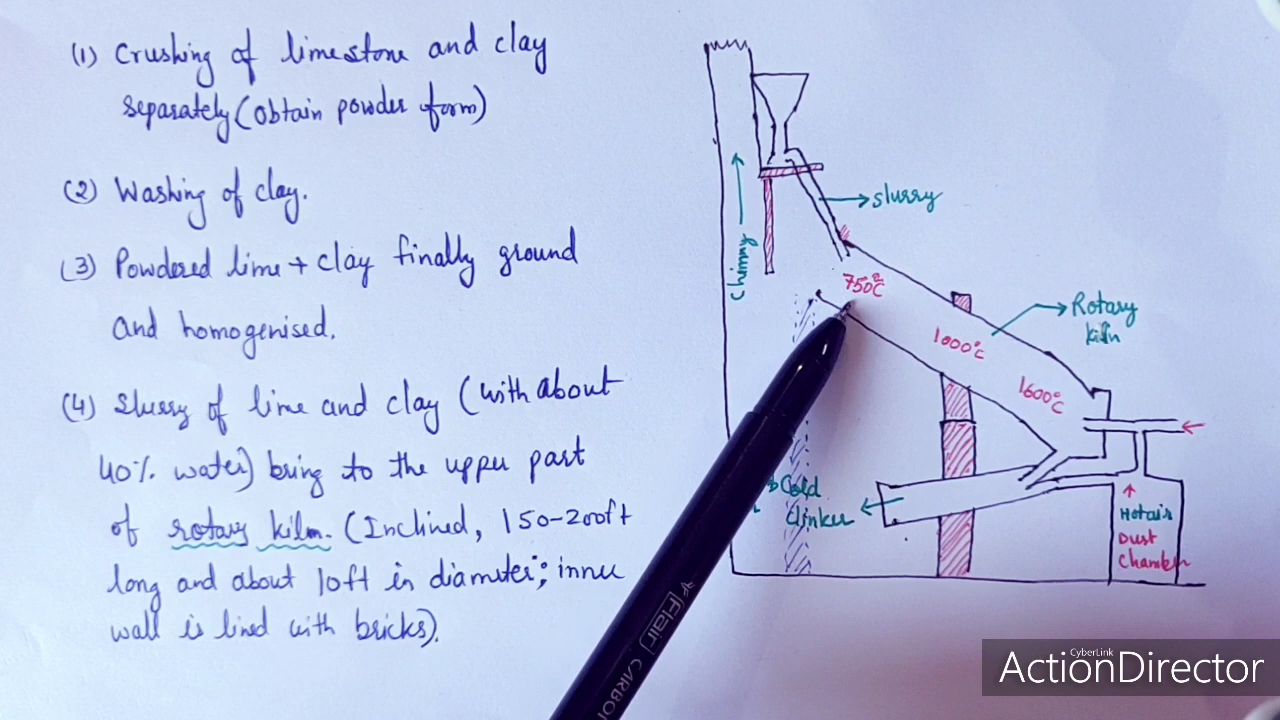 (1) Crushing of limestone and clay
separately (obtain powder form)
(2) Washing of clay.
(3) Powdered lime + clay finally ground
and homogenised.
(4) Slurry of lime and clay (with about
40% water) bring to the upper part
of rotary kiln. (Inclined, 150-200ft
long and about 10ft in diameter; inner
wall is lined with bricks).
Chimny
slurry
750°C
Rotary
kiln
1000°C
1600°C
Cold
Clinker
Hot air
Dust
Chamber
Flair
CARBO
CyberLink
ActionDirector